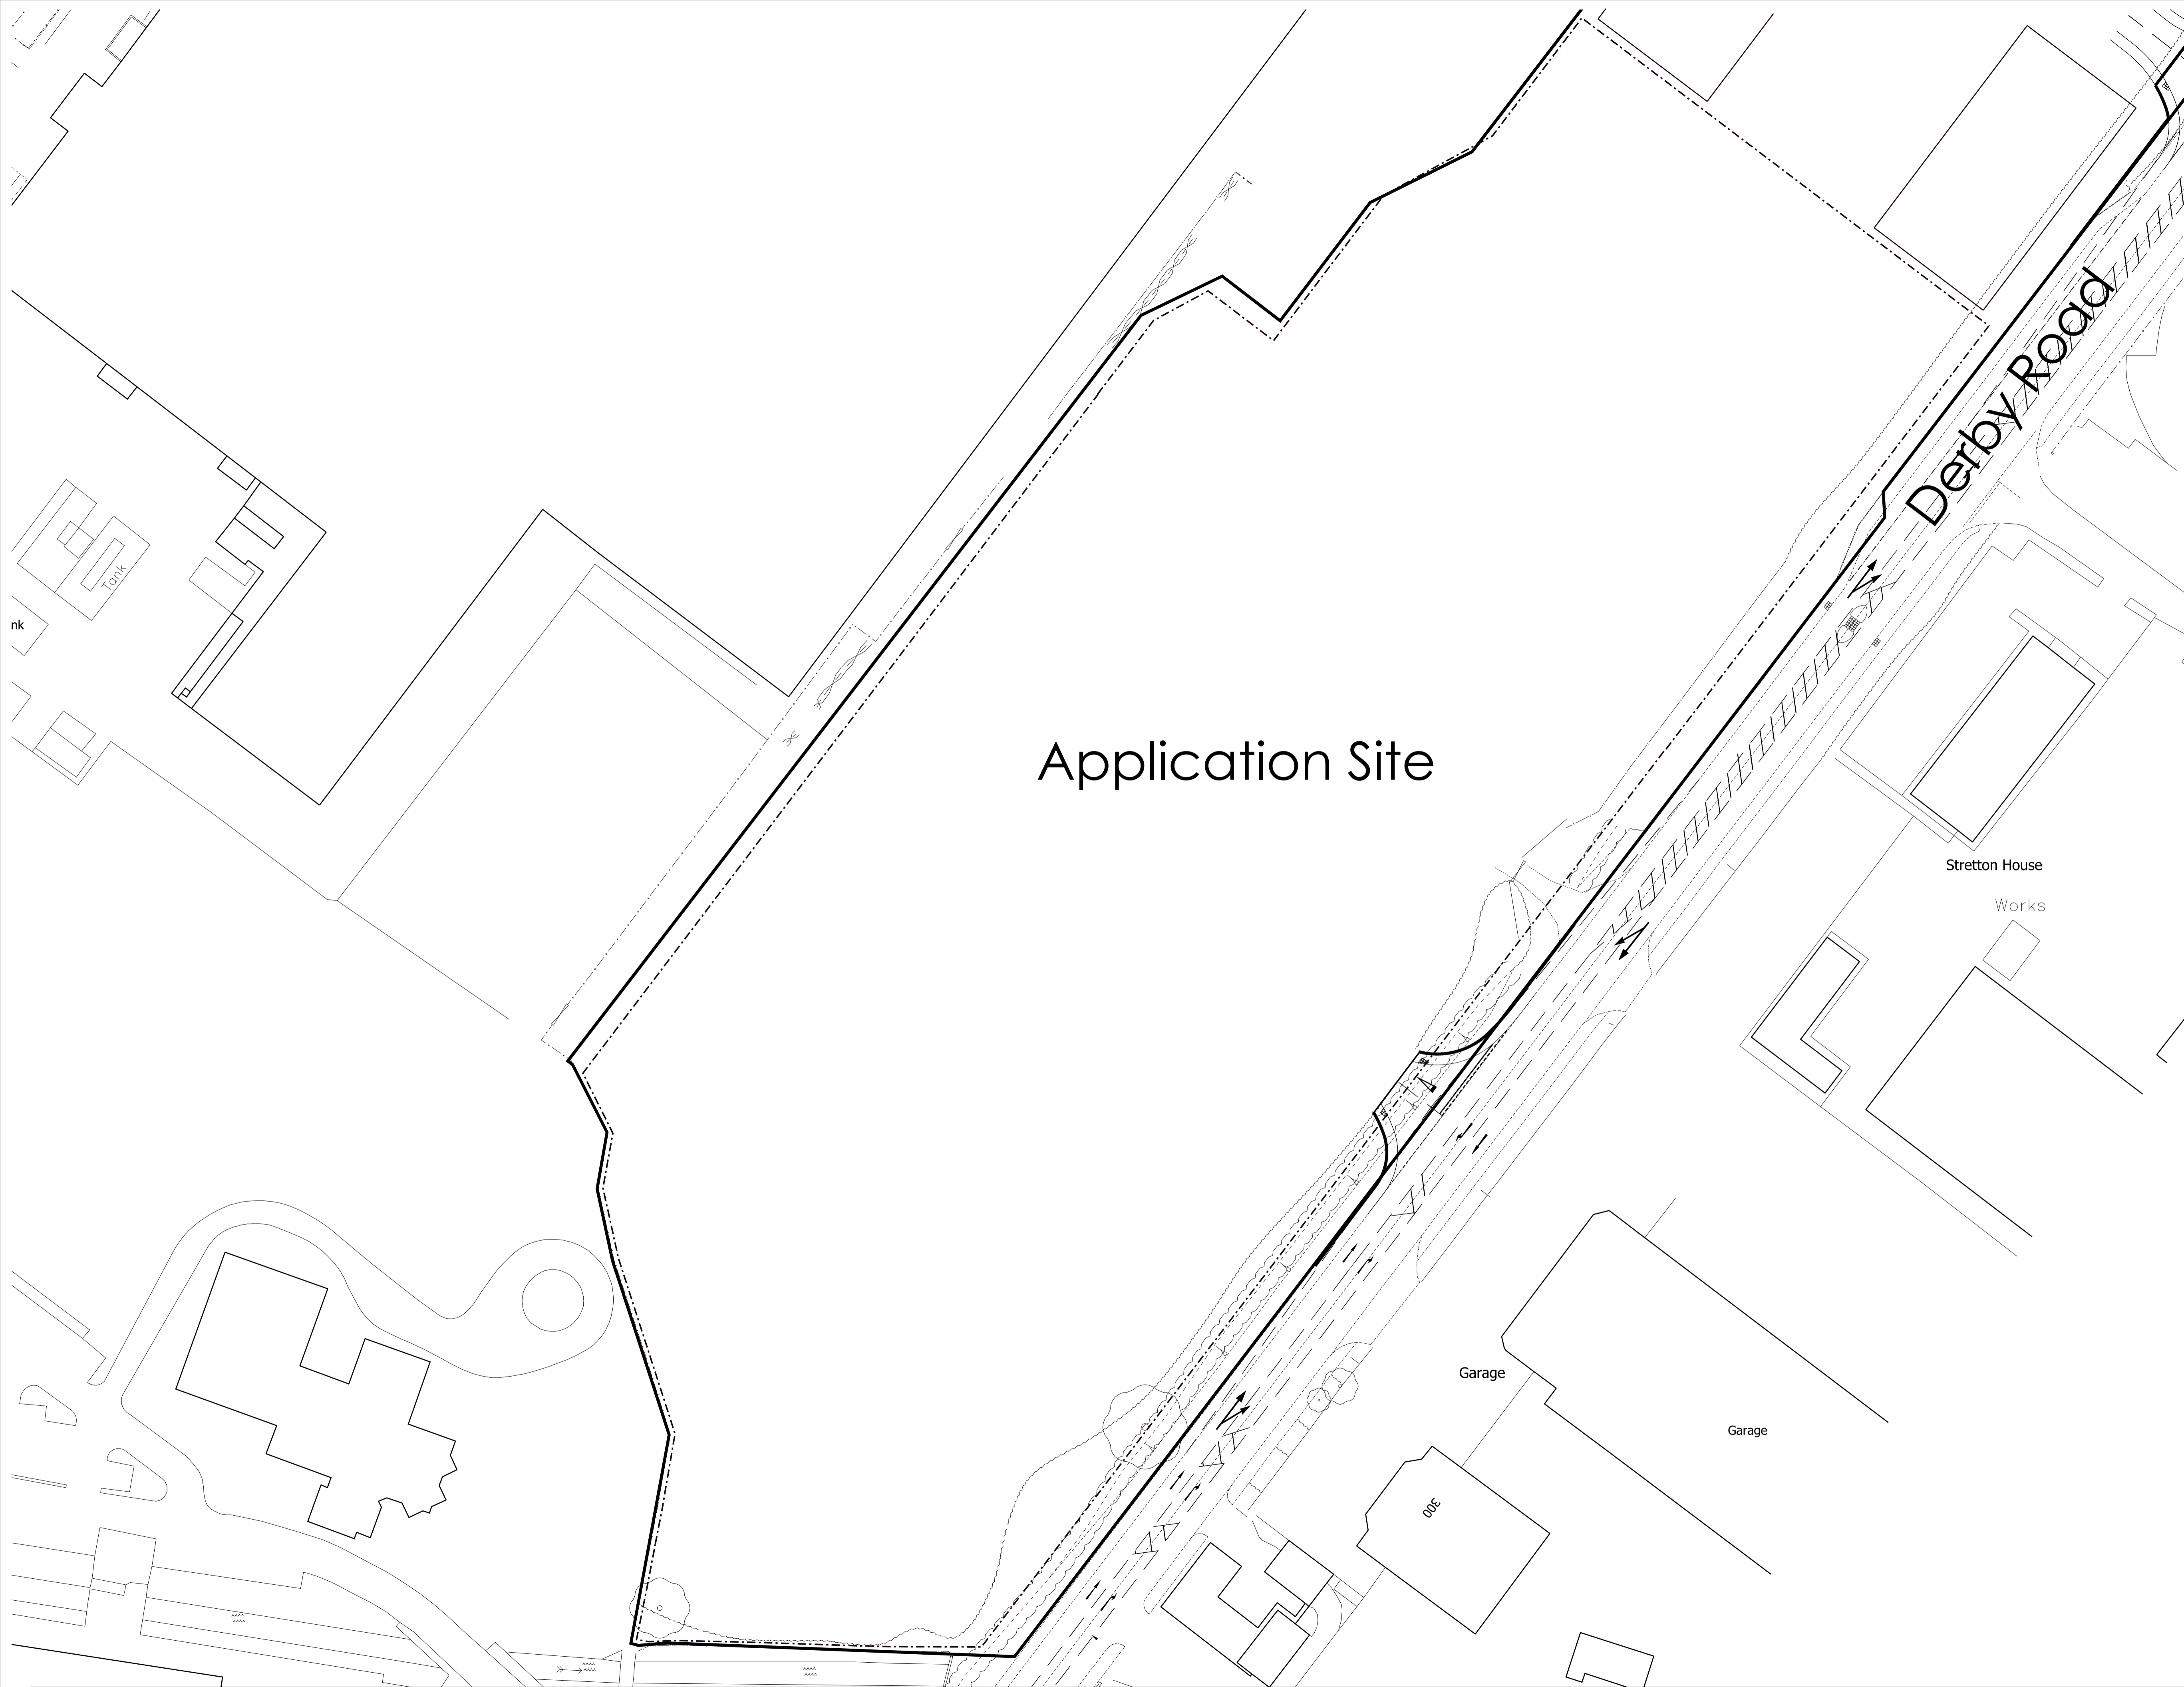 Derby Road
Tank
nk
Application Site
Stretton House
Works
Garage
Garage
300